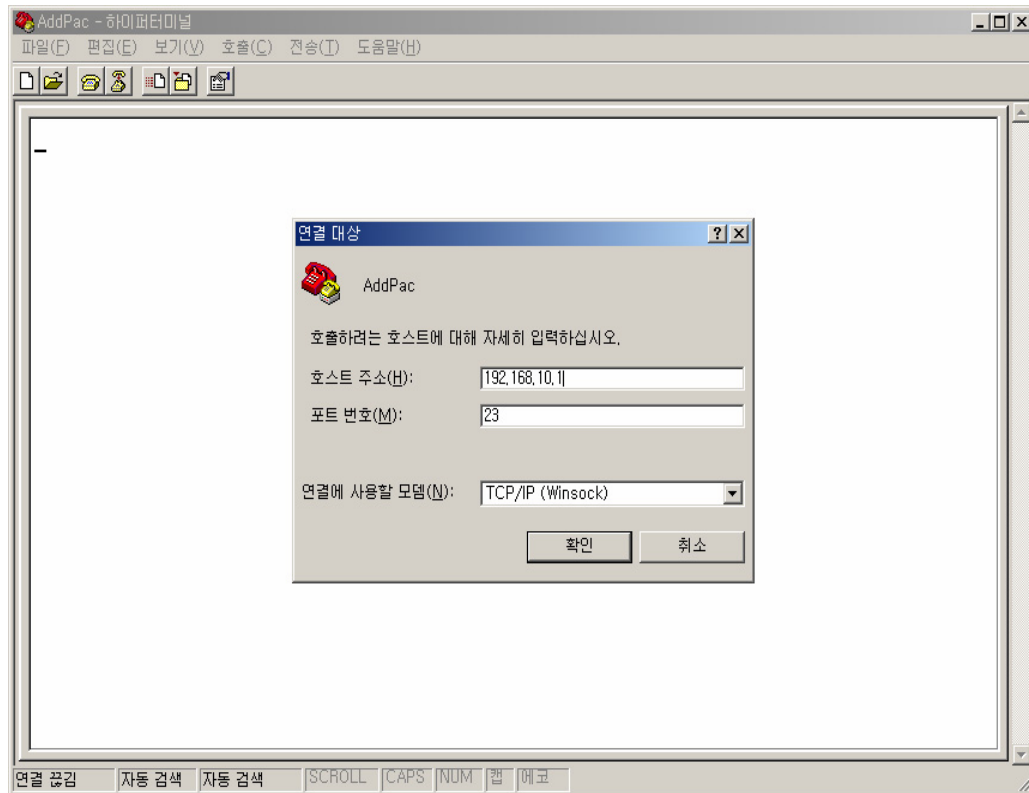 AddPac - 하이퍼터미널
파일(F) 편집(E) 보기(V) 호출(C) 전송(T) 도움말(H)
연결 대상
AddPac
호출하려는 호스트에 대해 자세히 입력하십시오.
호스트 주소(H): 192,168,10,1
포트 번호(M): 23
연결에 사용할 모뎀(N): TCP/IP (Winsock)
확인 취소
연결 끊김 자동 검색 자동 검색 SCROLL CAPS NUM 캡 에코